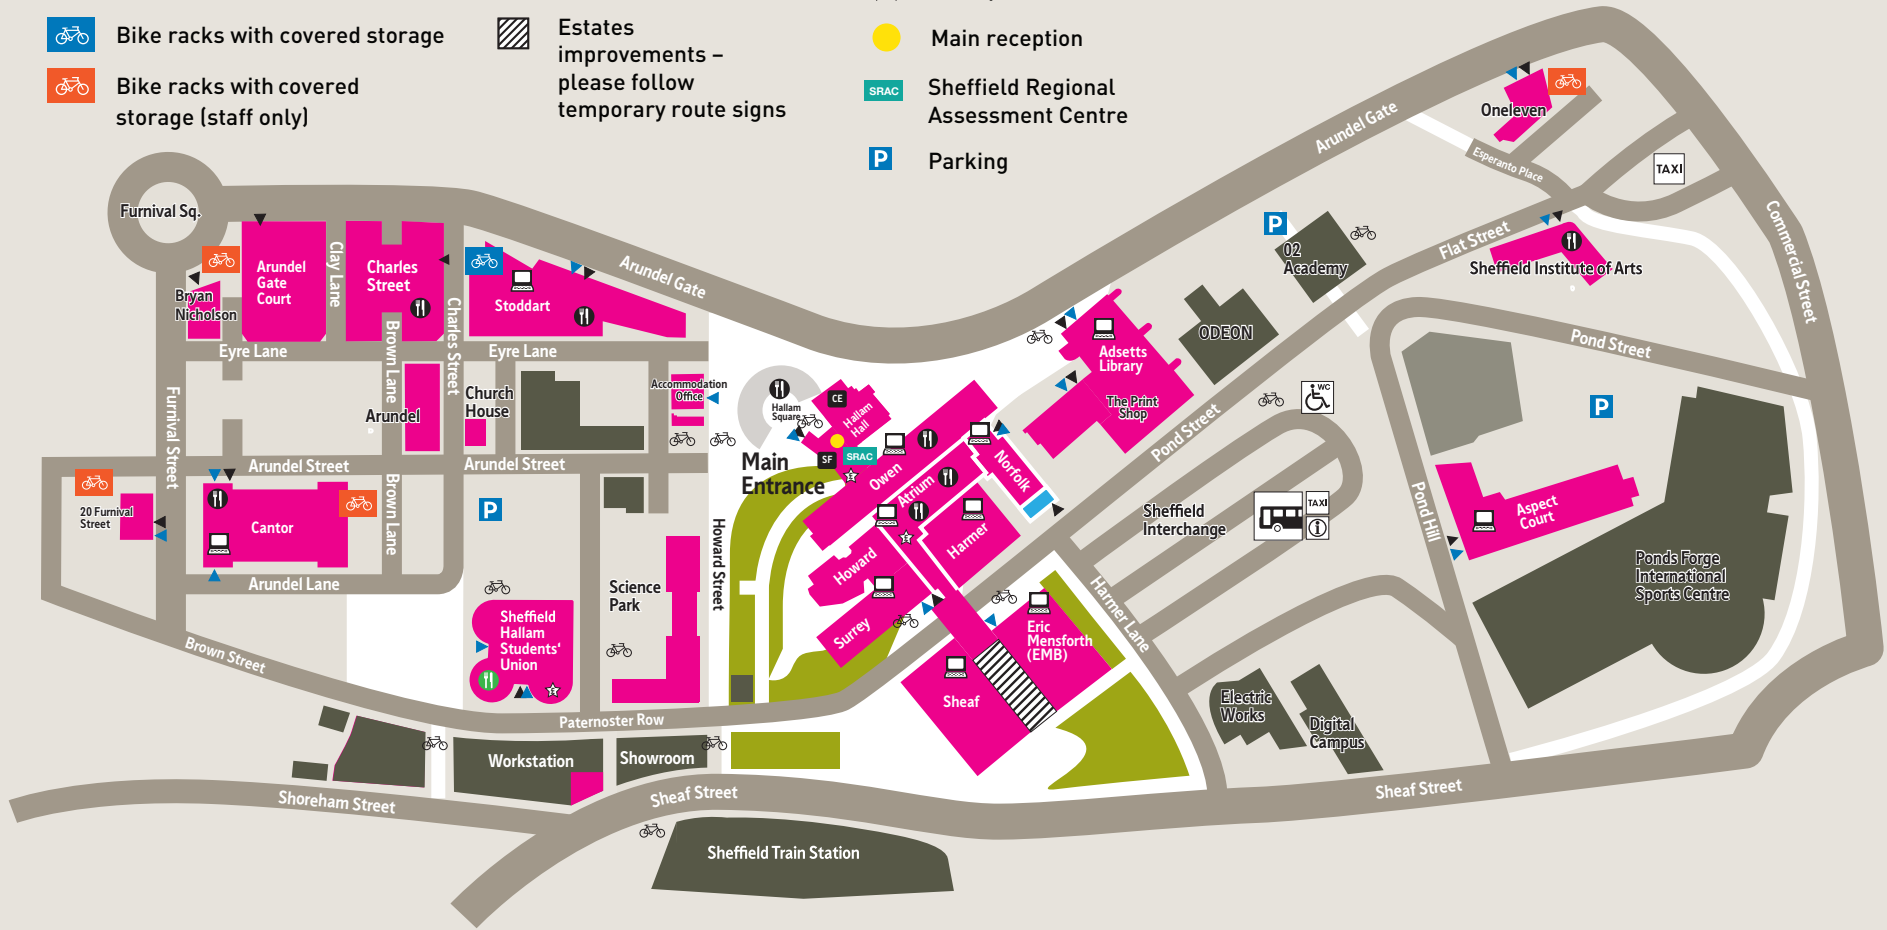 Bike racks with covered storage
Bike racks with covered
storage (staff only)
Estates
improvements –
please follow
temporary route signs
Main reception
SRAC
Sheffield Regional
Assessment Centre
P
Parking
Furnival Sq.
Arundel
Gate
Court
Clay Lane
Charles
Street
Bryan
Nicholson
Stoddart
Charles Street
Brown Lane
Eyre Lane
Eyre Lane
Arundel Gate
Arundel Gate
Oneleven
Esperanto Place
TAXI
Commercial Street
P
02
Academy
Flat Street
Sheffield Institute of Arts
ODEON
Adsetts
Library
The Print
Shop
Pond Street
Pond Street
Furnival Street
Arundel
Church
House
Accommodation
Office
Hallam
Square
CE
Hallam
Hall
SF
SRAC
Main
Entrance
Owen
Atrium
Norfolk
Harmer
Howard
Surrey
WC
P
Arundel Street
Arundel Street
20 Furnival
Street
Cantor
Brown Lane
P
Arundel Lane
Howard Street
Science
Park
Sheffield
Hallam
Students'
Union
Sheffield
Interchange
TAXI
i
Pond Hill
Aspect
Court
Ponds Forge
International
Sports Centre
Harmer Lane
Eric
Mensforth
(EMB)
Sheaf
Electric
Works
Digital
Campus
Brown Street
Paternoster Row
Workstation
Showroom
Shoreham Street
Sheaf Street
Sheaf Street
Sheffield Train Station